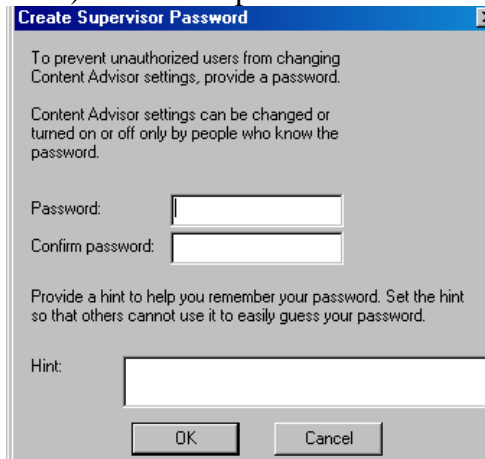 Create Supervisor Password
To prevent unauthorized users from changing
Content Advisor settings, provide a password.
Content Advisor settings can be changed or
turned on or off only by people who know the
password.
Password:
Confirm password:
Provide a hint to help you remember your password. Set the hint
so that others cannot use it to easily guess your password.
Hint:
OK Cancel